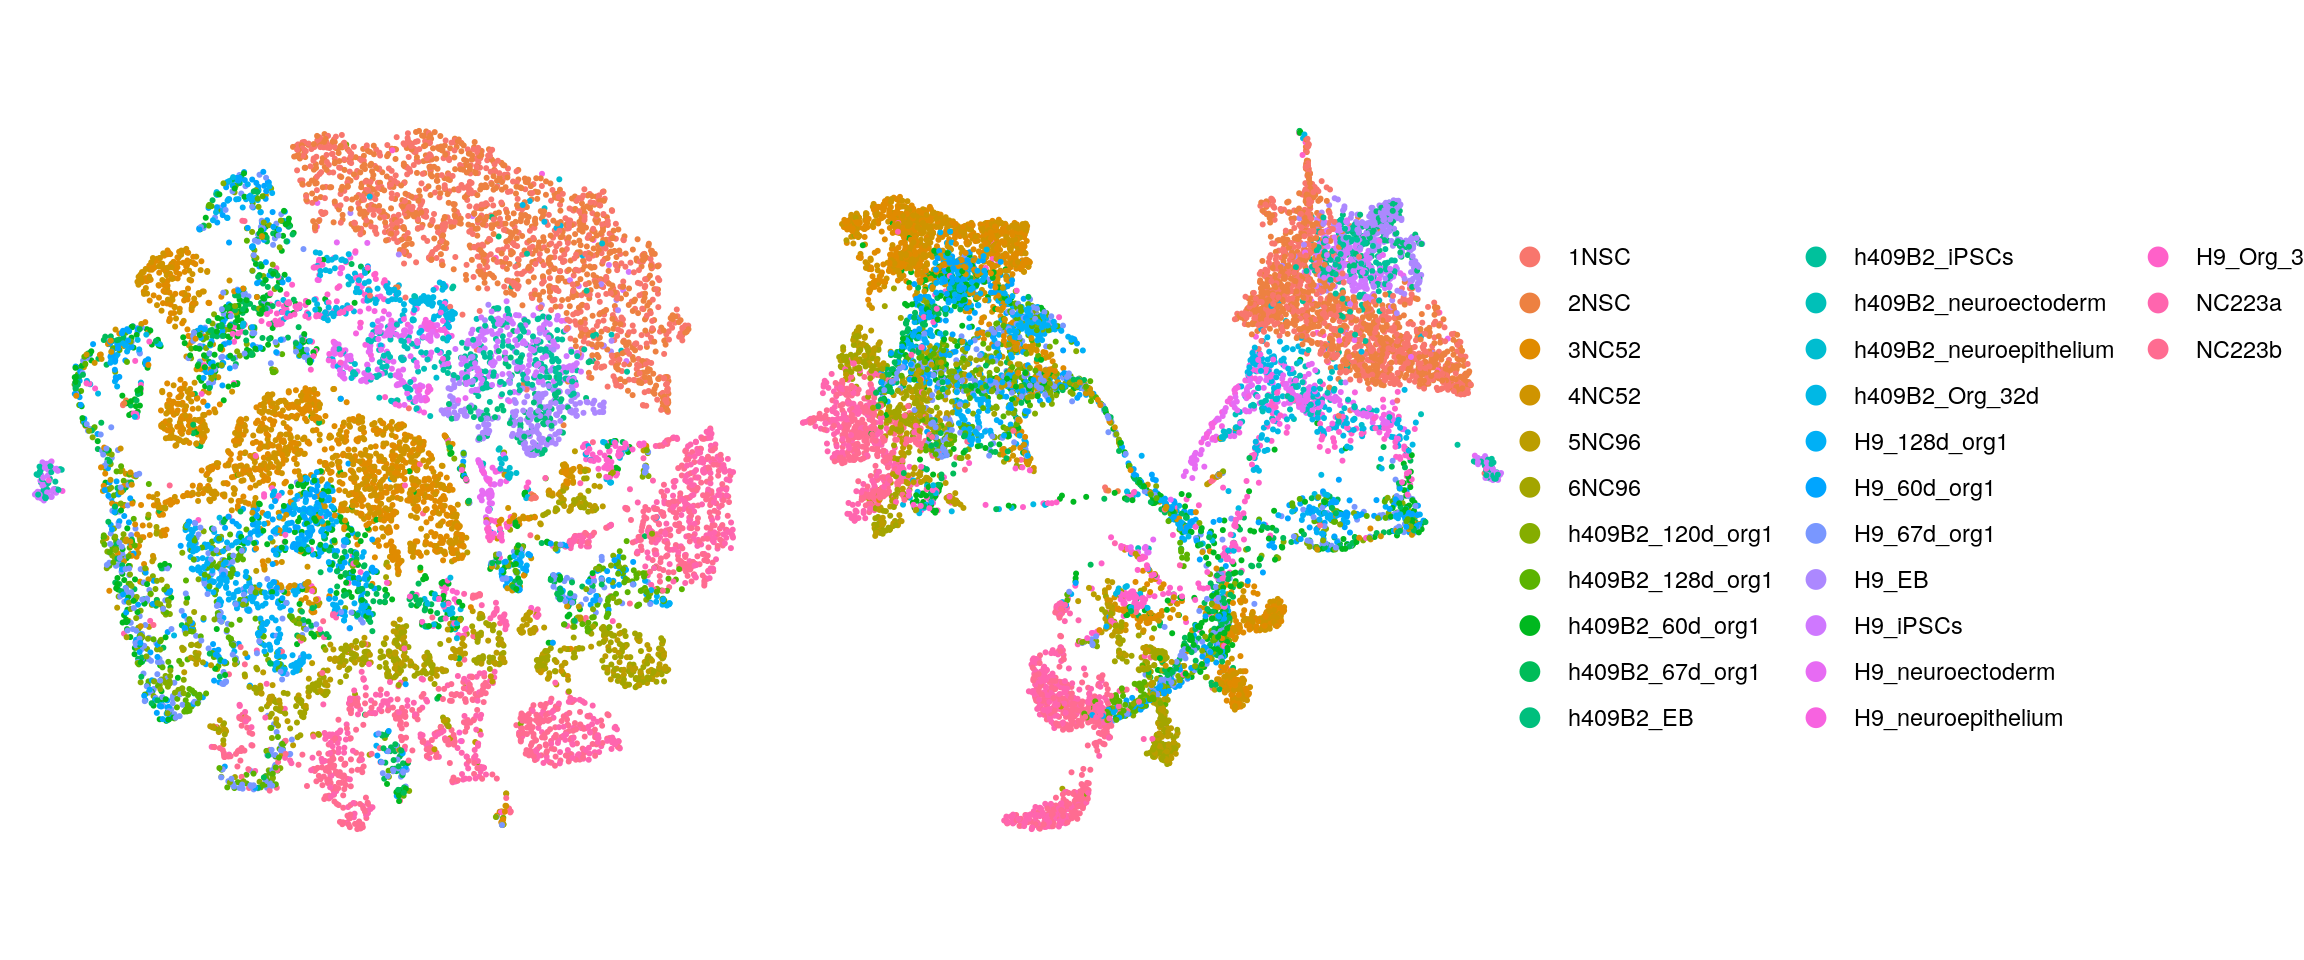 1NSC
2NSC
3NC52
4NC52
5NC96
6NC96
h409B2_120d_org1
h409B2_128d_org1
h409B2_60d_org1
h409B2_67d_org1
h409B2_EB
h409B2_iPSCs
h409B2_neuroectoderm
h409B2_neuroepithelium
h409B2_Org_32d
H9_128d_org1
H9_60d_org1
H9_67d_org1
H9_EB
H9_iPSCs
H9_neuroectoderm
H9_neuroepithelium
H9_Org_3
NC223a
NC223b